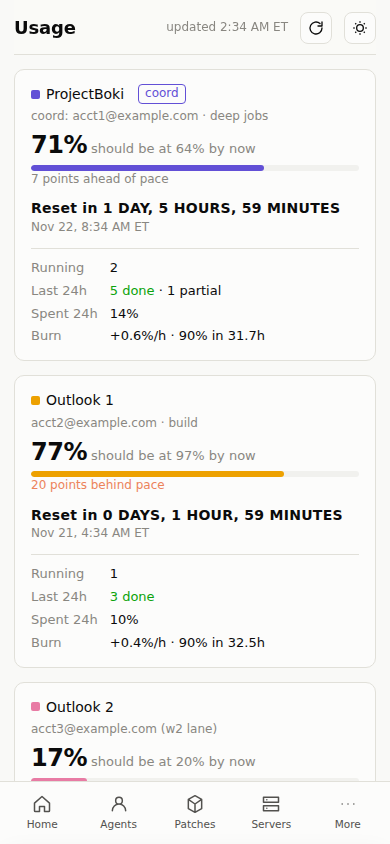 Usage
updated 2:34 AM ET
ProjectBoki coord
coord: acct1@example.com · deep jobs
71% should be at 64% by now
7 points ahead of pace
Reset in 1 DAY, 5 HOURS, 59 MINUTES
Nov 22, 8:34 AM ET
Running 2
Last 24h 5 done · 1 partial
Spent 24h 14%
Burn +0.6%/h · 90% in 31.7h
Outlook 1
acct2@example.com · build
77% should be at 97% by now
20 points behind pace
Reset in 0 DAYS, 1 HOUR, 59 MINUTES
Nov 21, 4:34 AM ET
Running 1
Last 24h 3 done
Spent 24h 10%
Burn +0.4%/h · 90% in 32.5h
Outlook 2
acct3@example.com (w2 lane)
17% should be at 20% by now
Home Agents Patches Servers More